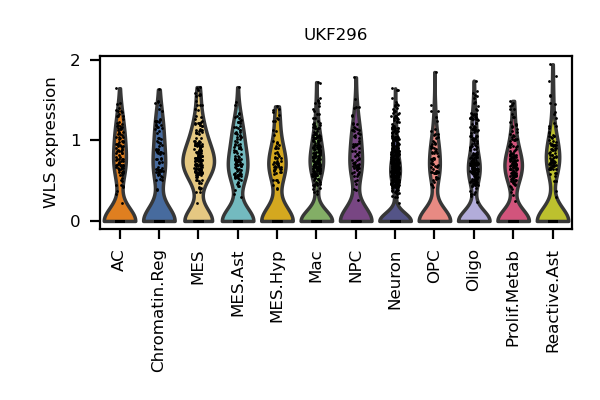 UKF296
WLS expression
2
1
0
AC
Chromatin.Reg
MES
MES.Ast
MES.Hyp
Mac
NPC
Neuron
OPC
Oligo
Prolif.Metab
Reactive.Ast